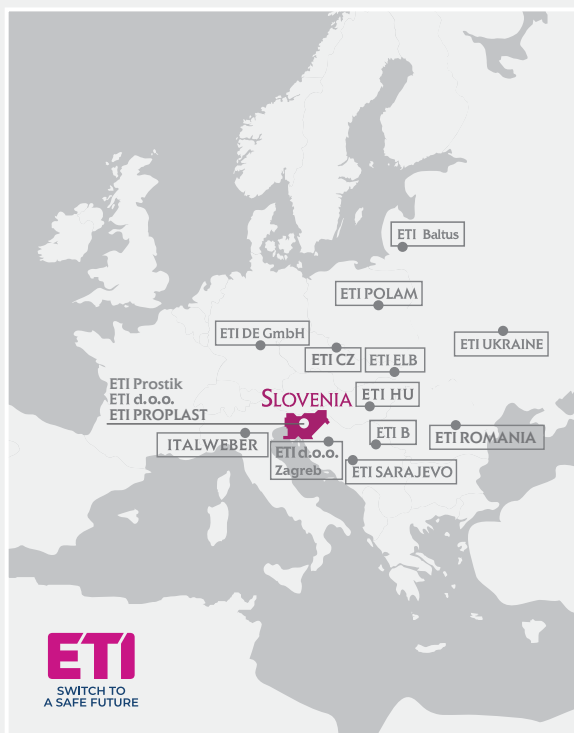 ETI Baltus
ETI POLAM
ETI DE GmbH
ETI UKRAINE
ETI CZ
ETI ELB
ETI Prostik
ETI d.o.o.
ETI PROPLAST
SLOVENIA
ETI HU
ITALWEBER
ETI d.o.o.
Zagreb
ETI B
ETI ROMANIA
ETI SARAJEVO
ETI
SWITCH TO
A SAFE FUTURE